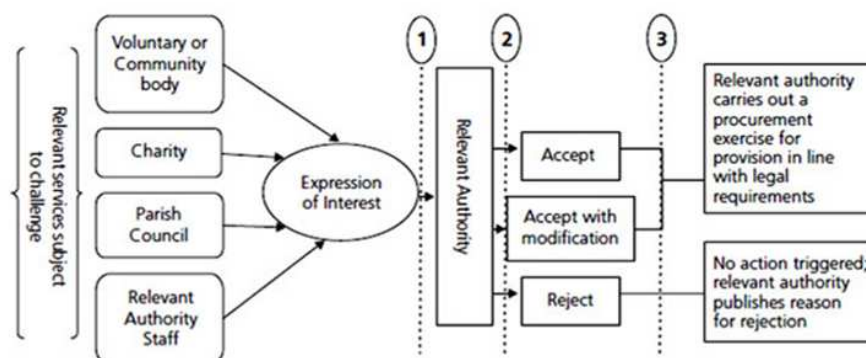 Relevant services subject
to challenge
Voluntary or
Community
body
Charity
Parish
Council
Relevant
Authority
Staff
Expression
of Interest
1
Relevant Authority
2
Accept
Accept with
modification
Reject
3
Relevant authority
carries out a
procurement
exercise for
provision in line
with legal
requirements
No action triggered;
relevant authority
publishes reason
for rejection